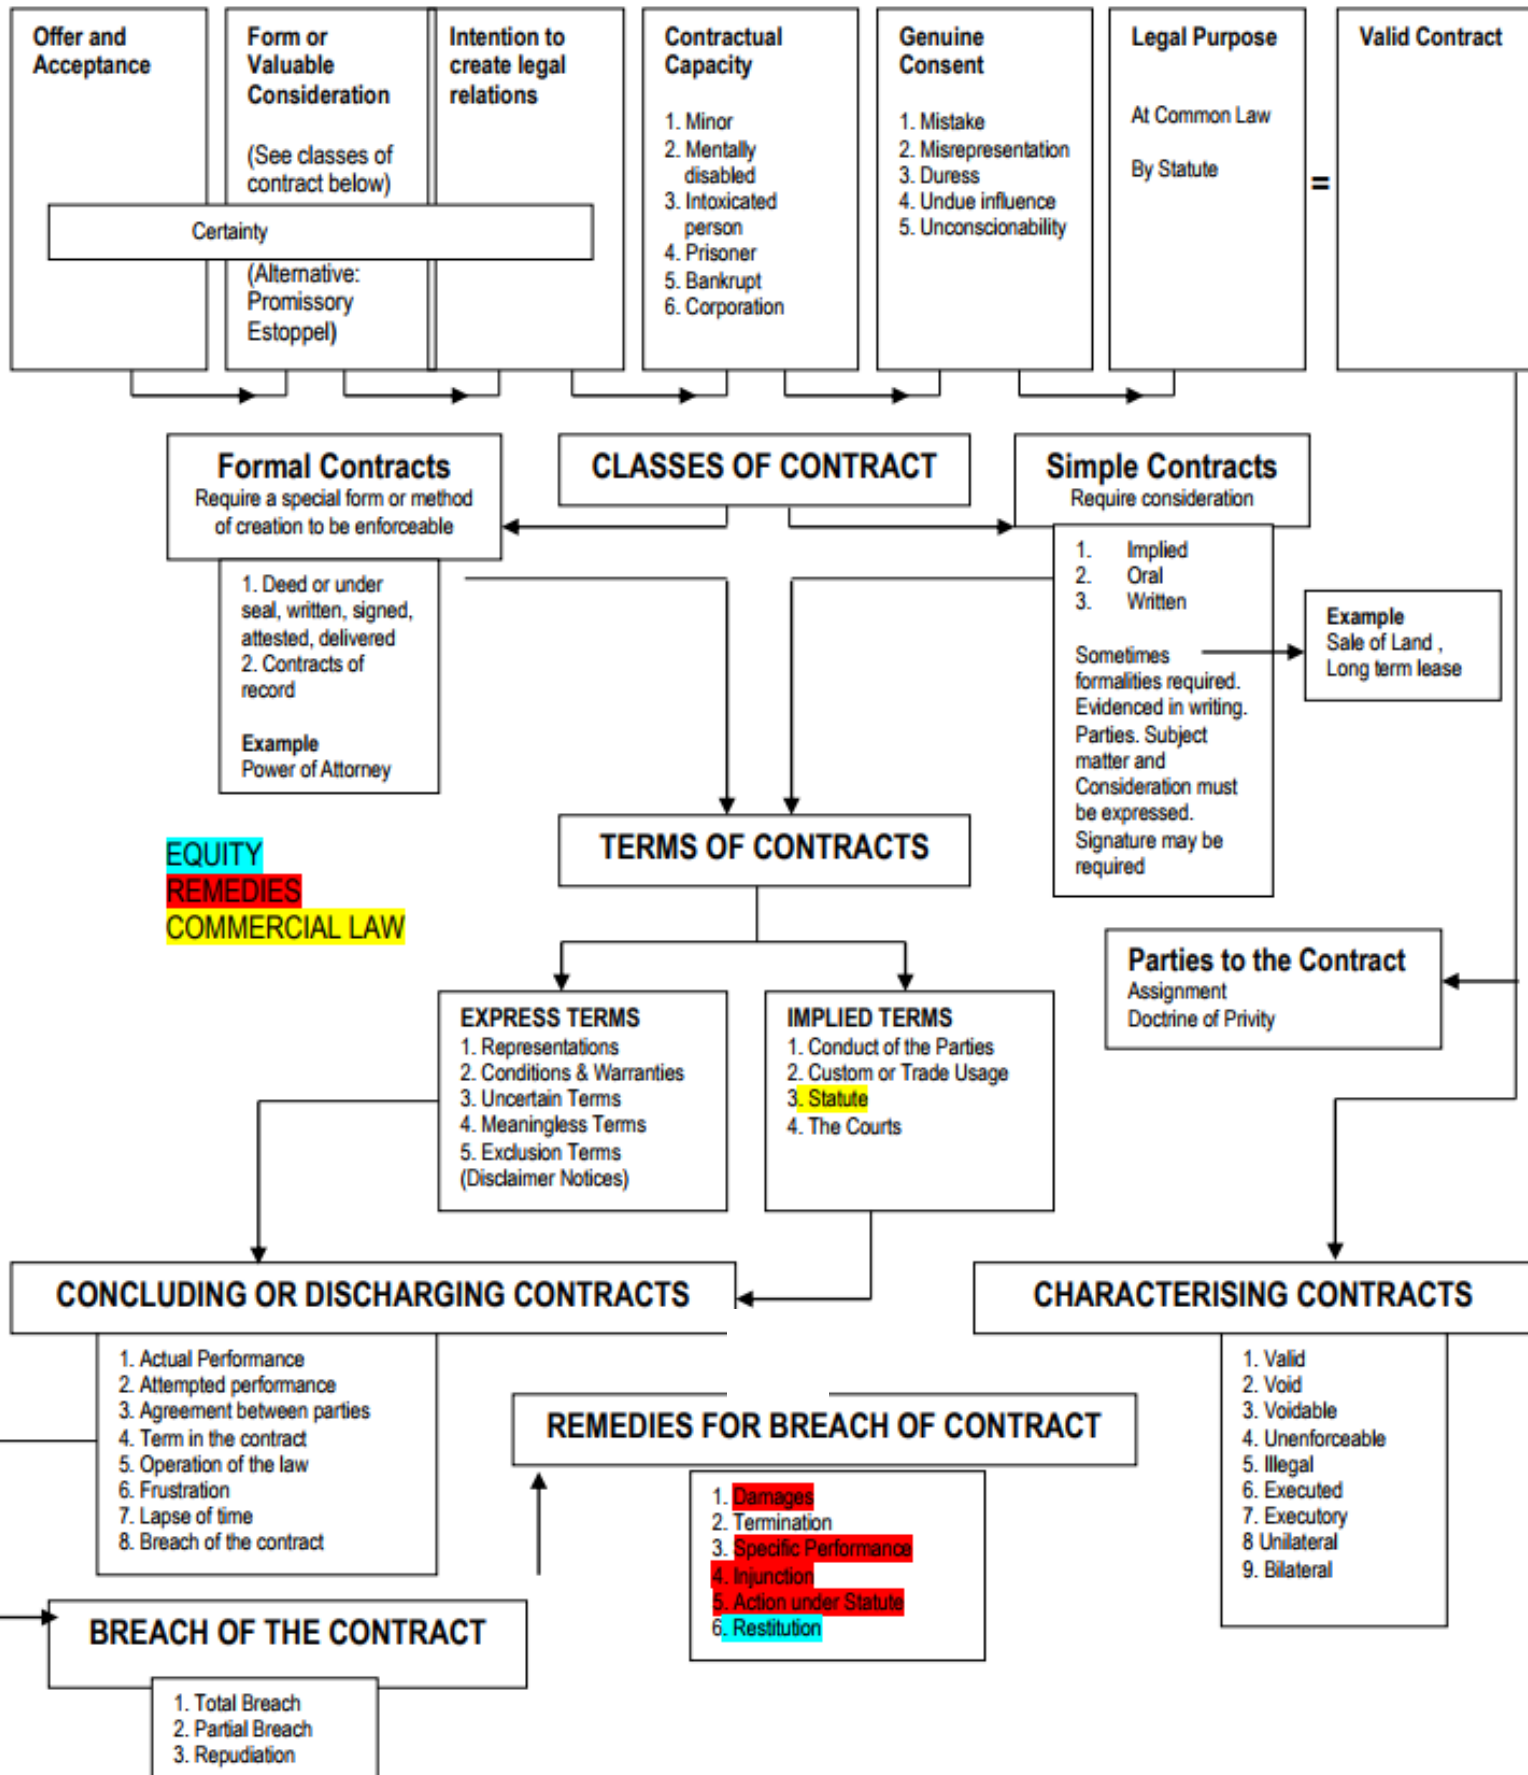 Offer and
Acceptance
Form or
Valuable
Consideration
(See classes of
contract below)
Certainty
(Alternative:
Promissory
Estoppel)
Intention to
create legal
relations
Contractual
Capacity
1. Minor
2. Mentally
disabled
3. Intoxicated
person
4. Prisoner
5. Bankrupt
6. Corporation
Genuine
Consent
1. Mistake
2. Misrepresentation
3. Duress
4. Undue influence
5. Unconscionability
Legal Purpose
At Common Law
By Statute
=
Valid Contract
Formal Contracts
Require a special form or method
of creation to be enforceable
1. Deed or under
seal, written, signed,
attested, delivered
2. Contracts of
record
Example
Power of Attorney
CLASSES OF CONTRACT
Simple Contracts
Require consideration
1. Implied
2. Oral
3. Written
Sometimes
formalities required.
Evidenced in writing.
Parties. Subject
matter and
Consideration must
be expressed.
Signature may be
required
Example
Sale of Land ,
Long term lease
EQUITY
REMEDIES
COMMERCIAL LAW
TERMS OF CONTRACTS
Parties to the Contract
Assignment
Doctrine of Privity
EXPRESS TERMS
1. Representations
2. Conditions & Warranties
3. Uncertain Terms
4. Meaningless Terms
5. Exclusion Terms
(Disclaimer Notices)
IMPLIED TERMS
1. Conduct of the Parties
2. Custom or Trade Usage
3. Statute
4. The Courts
CONCLUDING OR DISCHARGING CONTRACTS
1. Actual Performance
2. Attempted performance
3. Agreement between parties
4. Term in the contract
5. Operation of the law
6. Frustration
7. Lapse of time
8. Breach of the contract
CHARACTERISING CONTRACTS
1. Valid
2. Void
3. Voidable
4. Unenforceable
5. Illegal
6. Executed
7. Executory
8 Unilateral
9. Bilateral
REMEDIES FOR BREACH OF CONTRACT
1. Damages
2. Termination
3. Specific Performance
4. Injunction
5. Action under Statute
6. Restitution
BREACH OF THE CONTRACT
1. Total Breach
2. Partial Breach
3. Repudiation